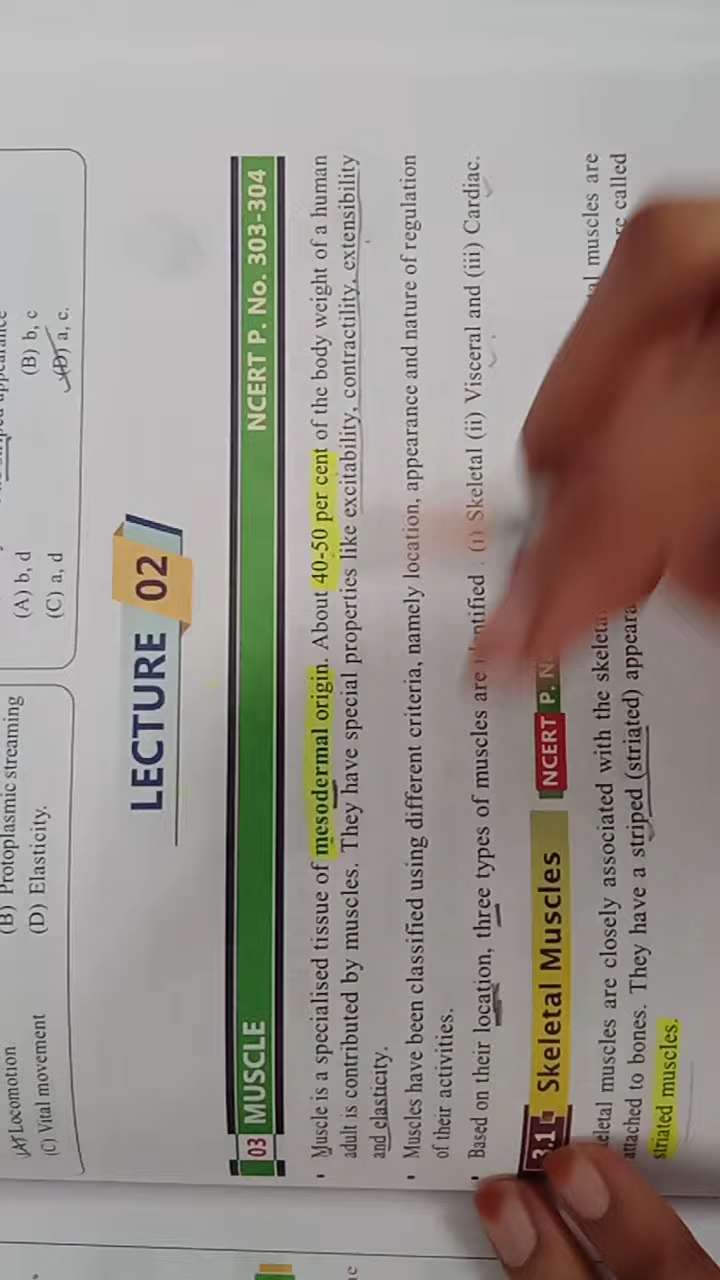 Locomotion
(B) Protoplasmic streaming
(C) Vital movement
(D) Elasticity.
(A) b, d
(B) b, c
(C) a, d
(D) a, c.
LECTURE 02
03 MUSCLE NCERT P. No. 303-304
Muscle is a specialised tissue of mesodermal origin. About 40-50 per cent of the body weight of a human
adult is contributed by muscles. They have special properties like excitability, contractility, extensibility
and elasticity.
Muscles have been classified using different criteria, namely location, appearance and nature of regulation
of their activities.
Based on their location, three types of muscles are : (i) Skeletal (ii) Visceral and (iii) Cardiac.
3.1 Skeletal Muscles NCERT P.
muscles are closely associated with the muscles are
attached to bones. They have a striped (striated) called
striated muscles.